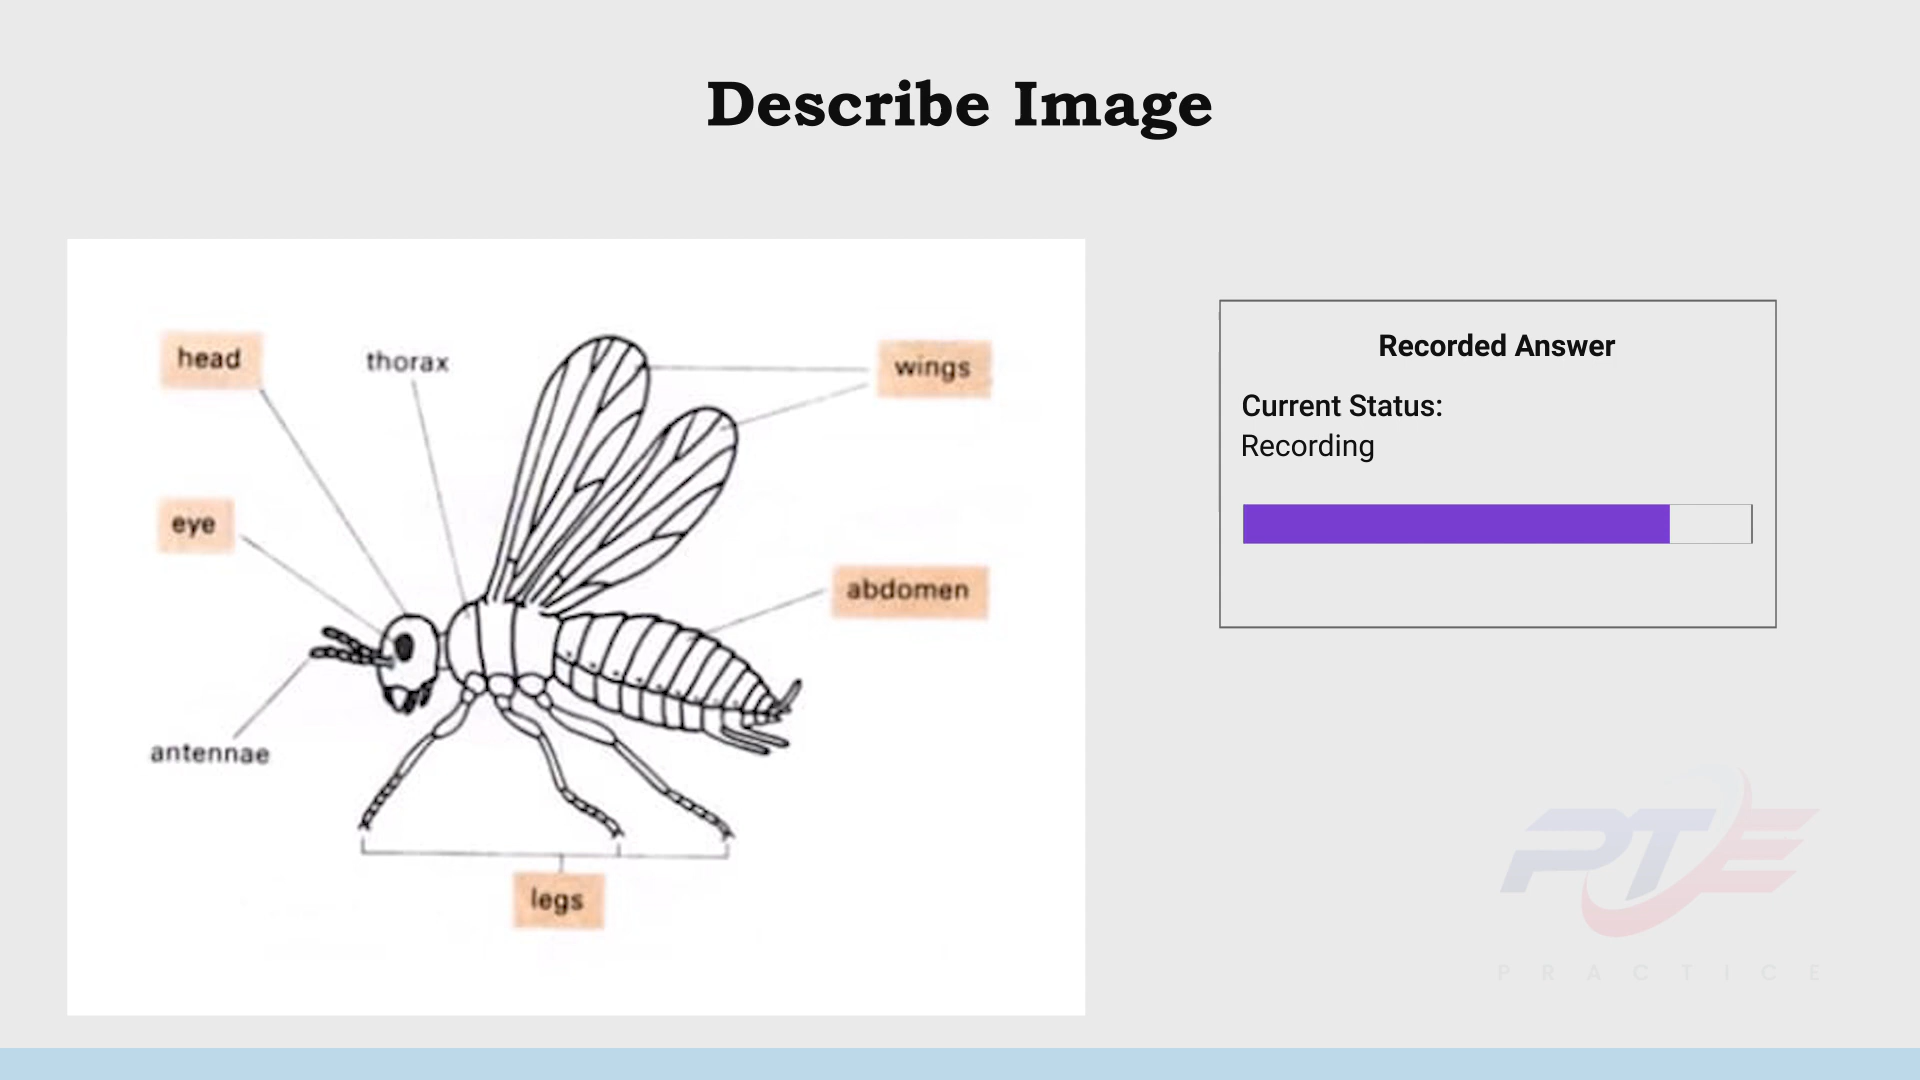 Describe Image
head
thorax
wings
eye
abdomen
antennae
legs
Recorded Answer
Current Status:
Recording
PTE
PRACTICE